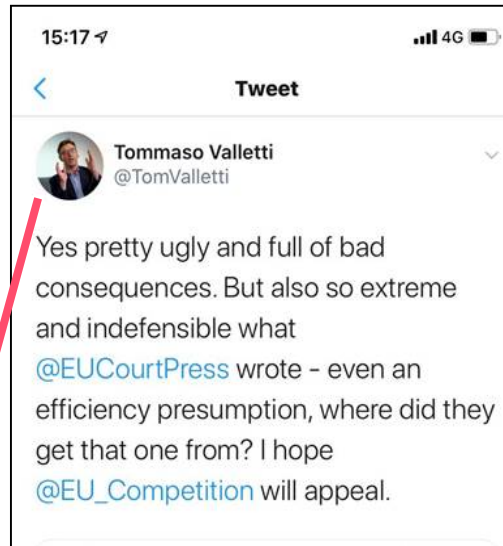 15:17 4G
Tweet
Tommaso Valletti
@TomValletti
Yes pretty ugly and full of bad
consequences. But also so extreme
and indefensible what
@EUCourtPress wrote - even an
efficiency presumption, where did they
get that one from? I hope
@EU_Competition will appeal.